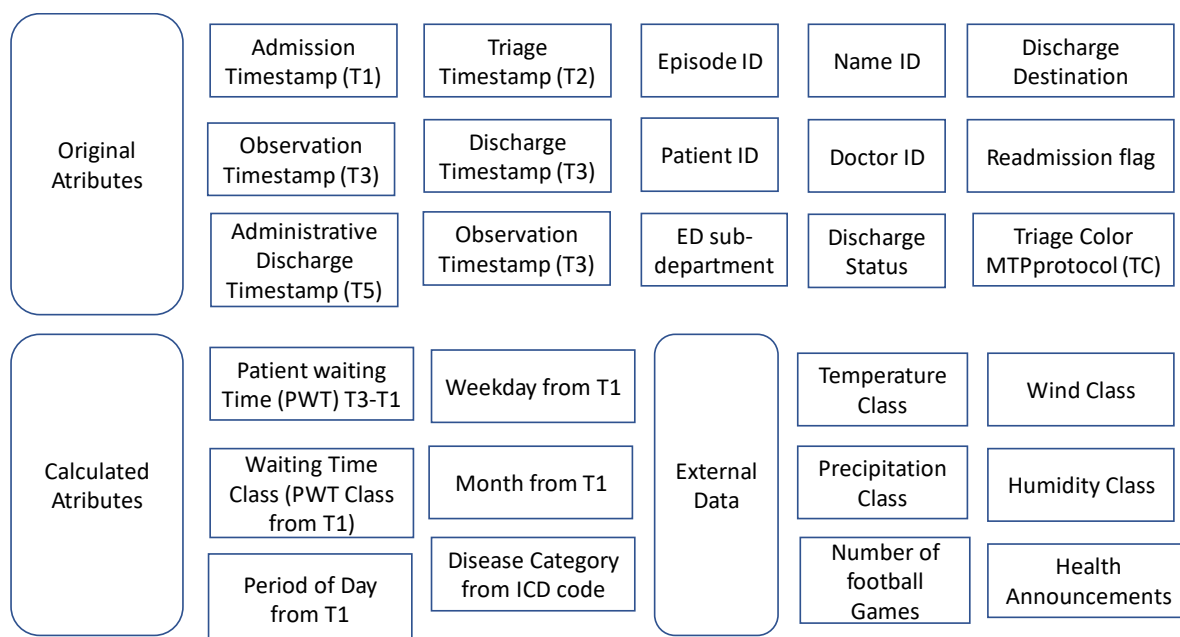 Original
Atributes
Admission
Timestamp (T1)
Triage
Timestamp (T2)
Episode ID
Name ID
Discharge
Destination
Observation
Timestamp (T3)
Discharge
Timestamp (T3)
Patient ID
Doctor ID
Readmission flag
Administrative
Discharge
Timestamp (T5)
Observation
Timestamp (T3)
ED sub-
department
Discharge
Status
Triage Color
MTPprotocol (TC)
Calculated
Atributes
Patient waiting
Time (PWT) T3-T1
Weekday from T1
Waiting Time
Class (PWT Class
from T1)
Month from T1
Period of Day
from T1
Disease Category
from ICD code
External
Data
Temperature
Class
Wind Class
Precipitation
Class
Humidity Class
Number of
football
Games
Health
Announcements